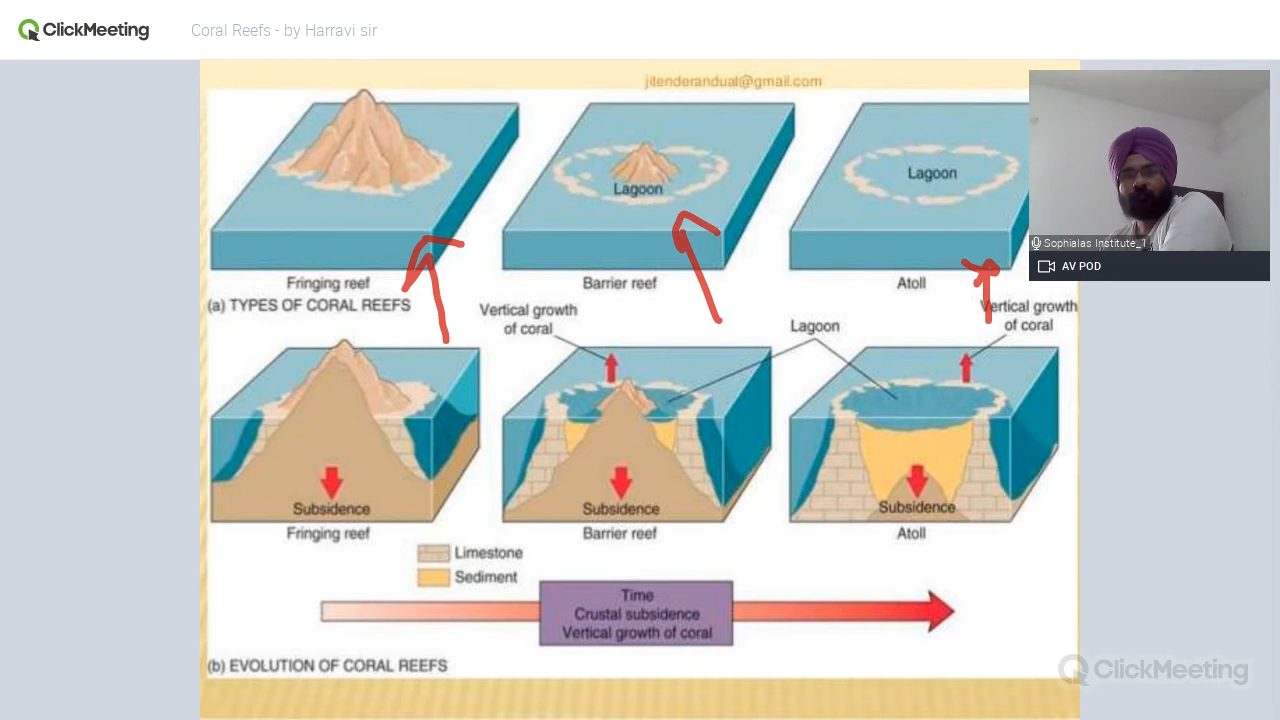 ClickMeeting
Coral Reefs - by Harravi sir
jitenderandual@gmail.com
Lagoon
Lagoon
Fringing reef
Barrier reef
Atoll
(a) TYPES OF CORAL REEFS
Sophialas Institute_1
AV POD
Vertical growth
of coral
Lagoon
Vertical growth
of coral
Subsidence
Subsidence
Subsidence
Fringing reef
Barrier reef
Atoll
Limestone
Sediment
Time
Crustal subsidence
Vertical growth of coral
(b) EVOLUTION OF CORAL REEFS
ClickMeeting